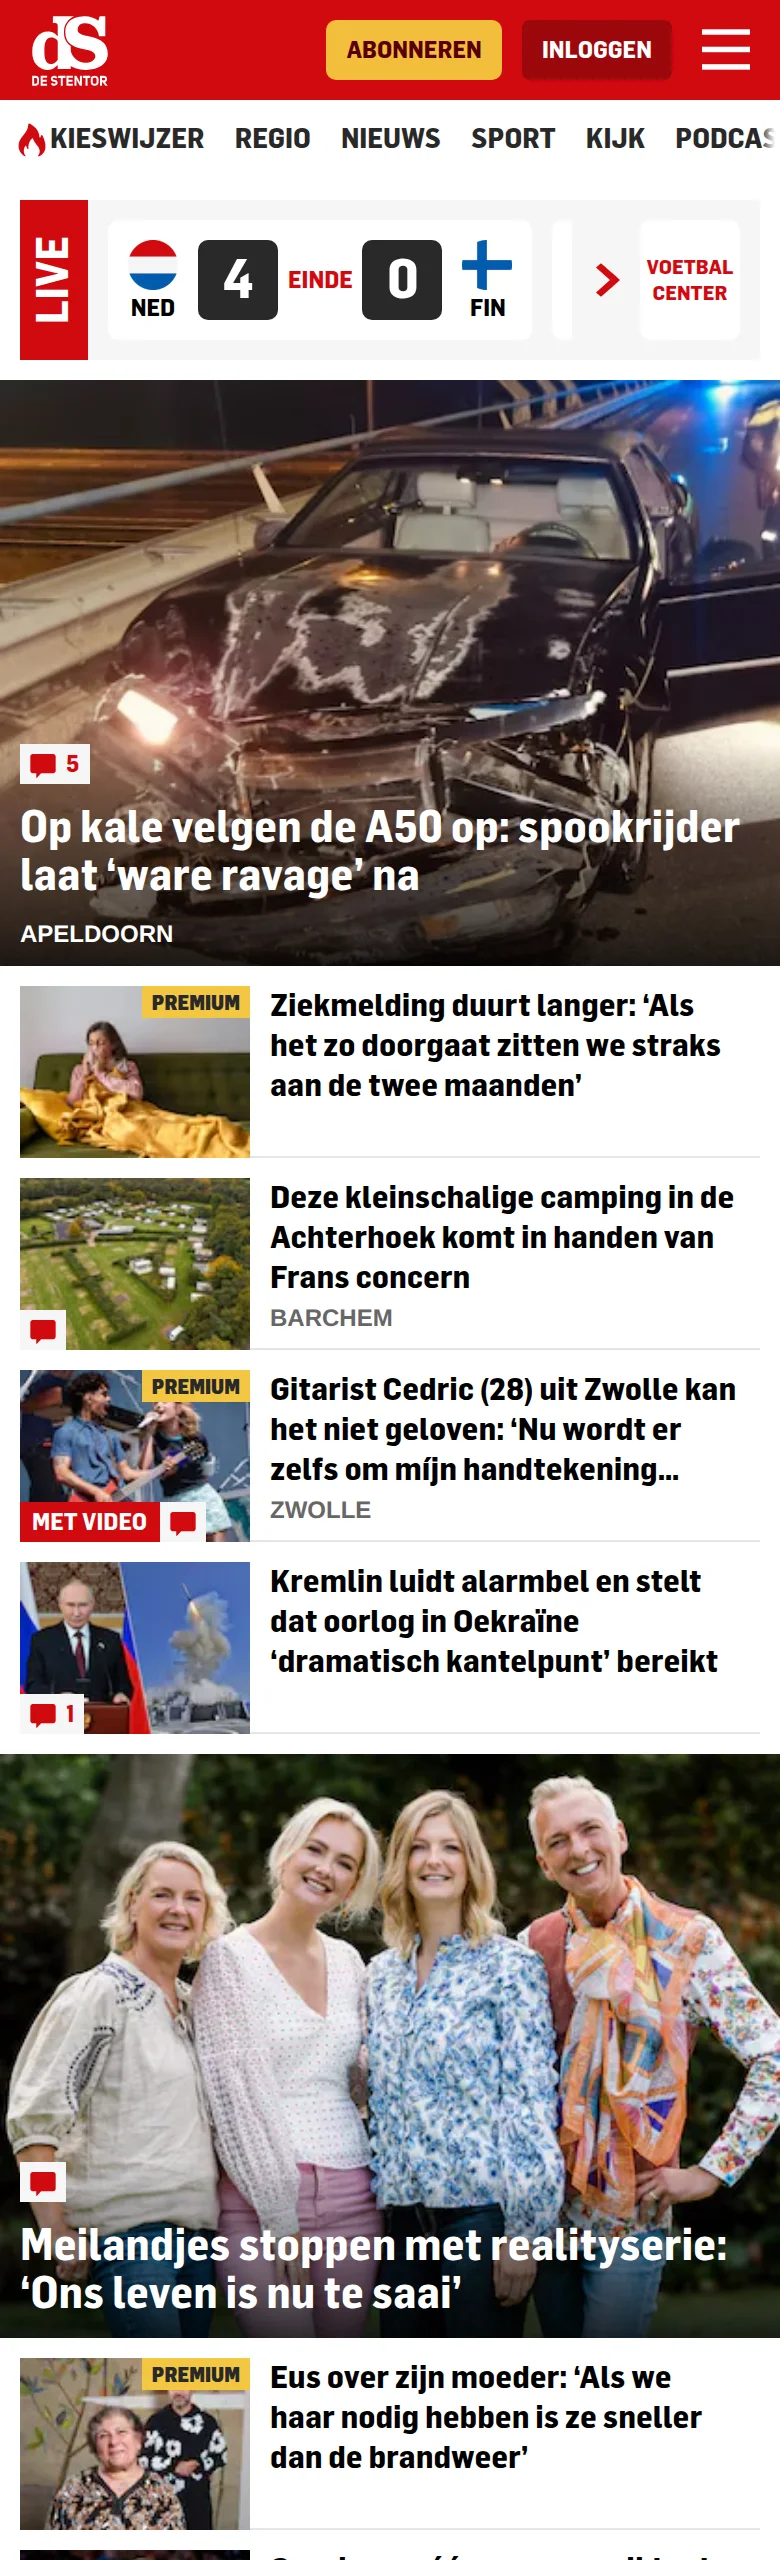 dS
DE STENTOR
ABONNEREN
INLOGGEN
KIESWIJZER REGIO NIEUWS SPORT KIJK PODCAS
LIVE
NED
4
EINDE
0
FIN
VOETBAL
CENTER
5
Op kale velgen de A50 op: spookrijder
laat ‘ware ravage’ na
APELDOORN
PREMIUM
Ziekmelding duurt langer: ‘Als
het zo doorgaat zitten we straks
aan de twee maanden’
Deze kleinschalige camping in de
Achterhoek komt in handen van
Frans concern
BARCHEM
PREMIUM
MET VIDEO
Gitarist Cedric (28) uit Zwolle kan
het niet geloven: ‘Nu wordt er
zelfs om míjn handtekening...
ZWOLLE
1
Kremlin luidt alarmbel en stelt
dat oorlog in Oekraïne
‘dramatisch kantelpunt’ bereikt
Meilandjes stoppen met realityserie:
‘Ons leven is nu te saai’
PREMIUM
Eus over zijn moeder: ‘Als we
haar nodig hebben is ze sneller
dan de brandweer’